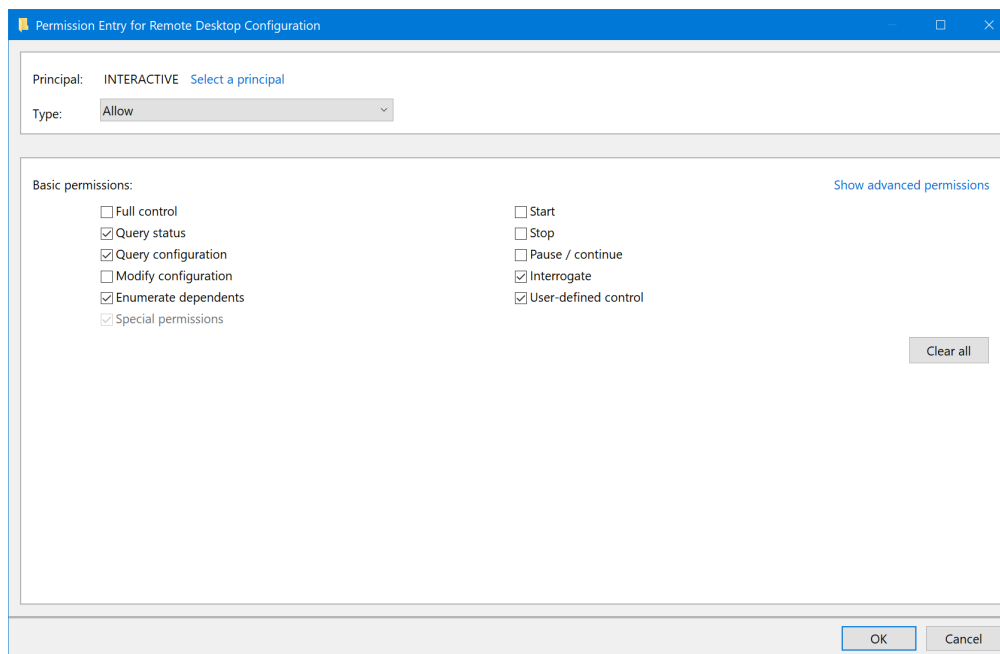 Permission Entry for Remote Desktop Configuration
Principal: INTERACTIVE Select a principal
Type: Allow
Basic permissions: Show advanced permissions
Full control
Query status
Query configuration
Modify configuration
Enumerate dependents
Special permissions
Start
Stop
Pause / continue
Interrogate
User-defined control
Clear all
OK Cancel